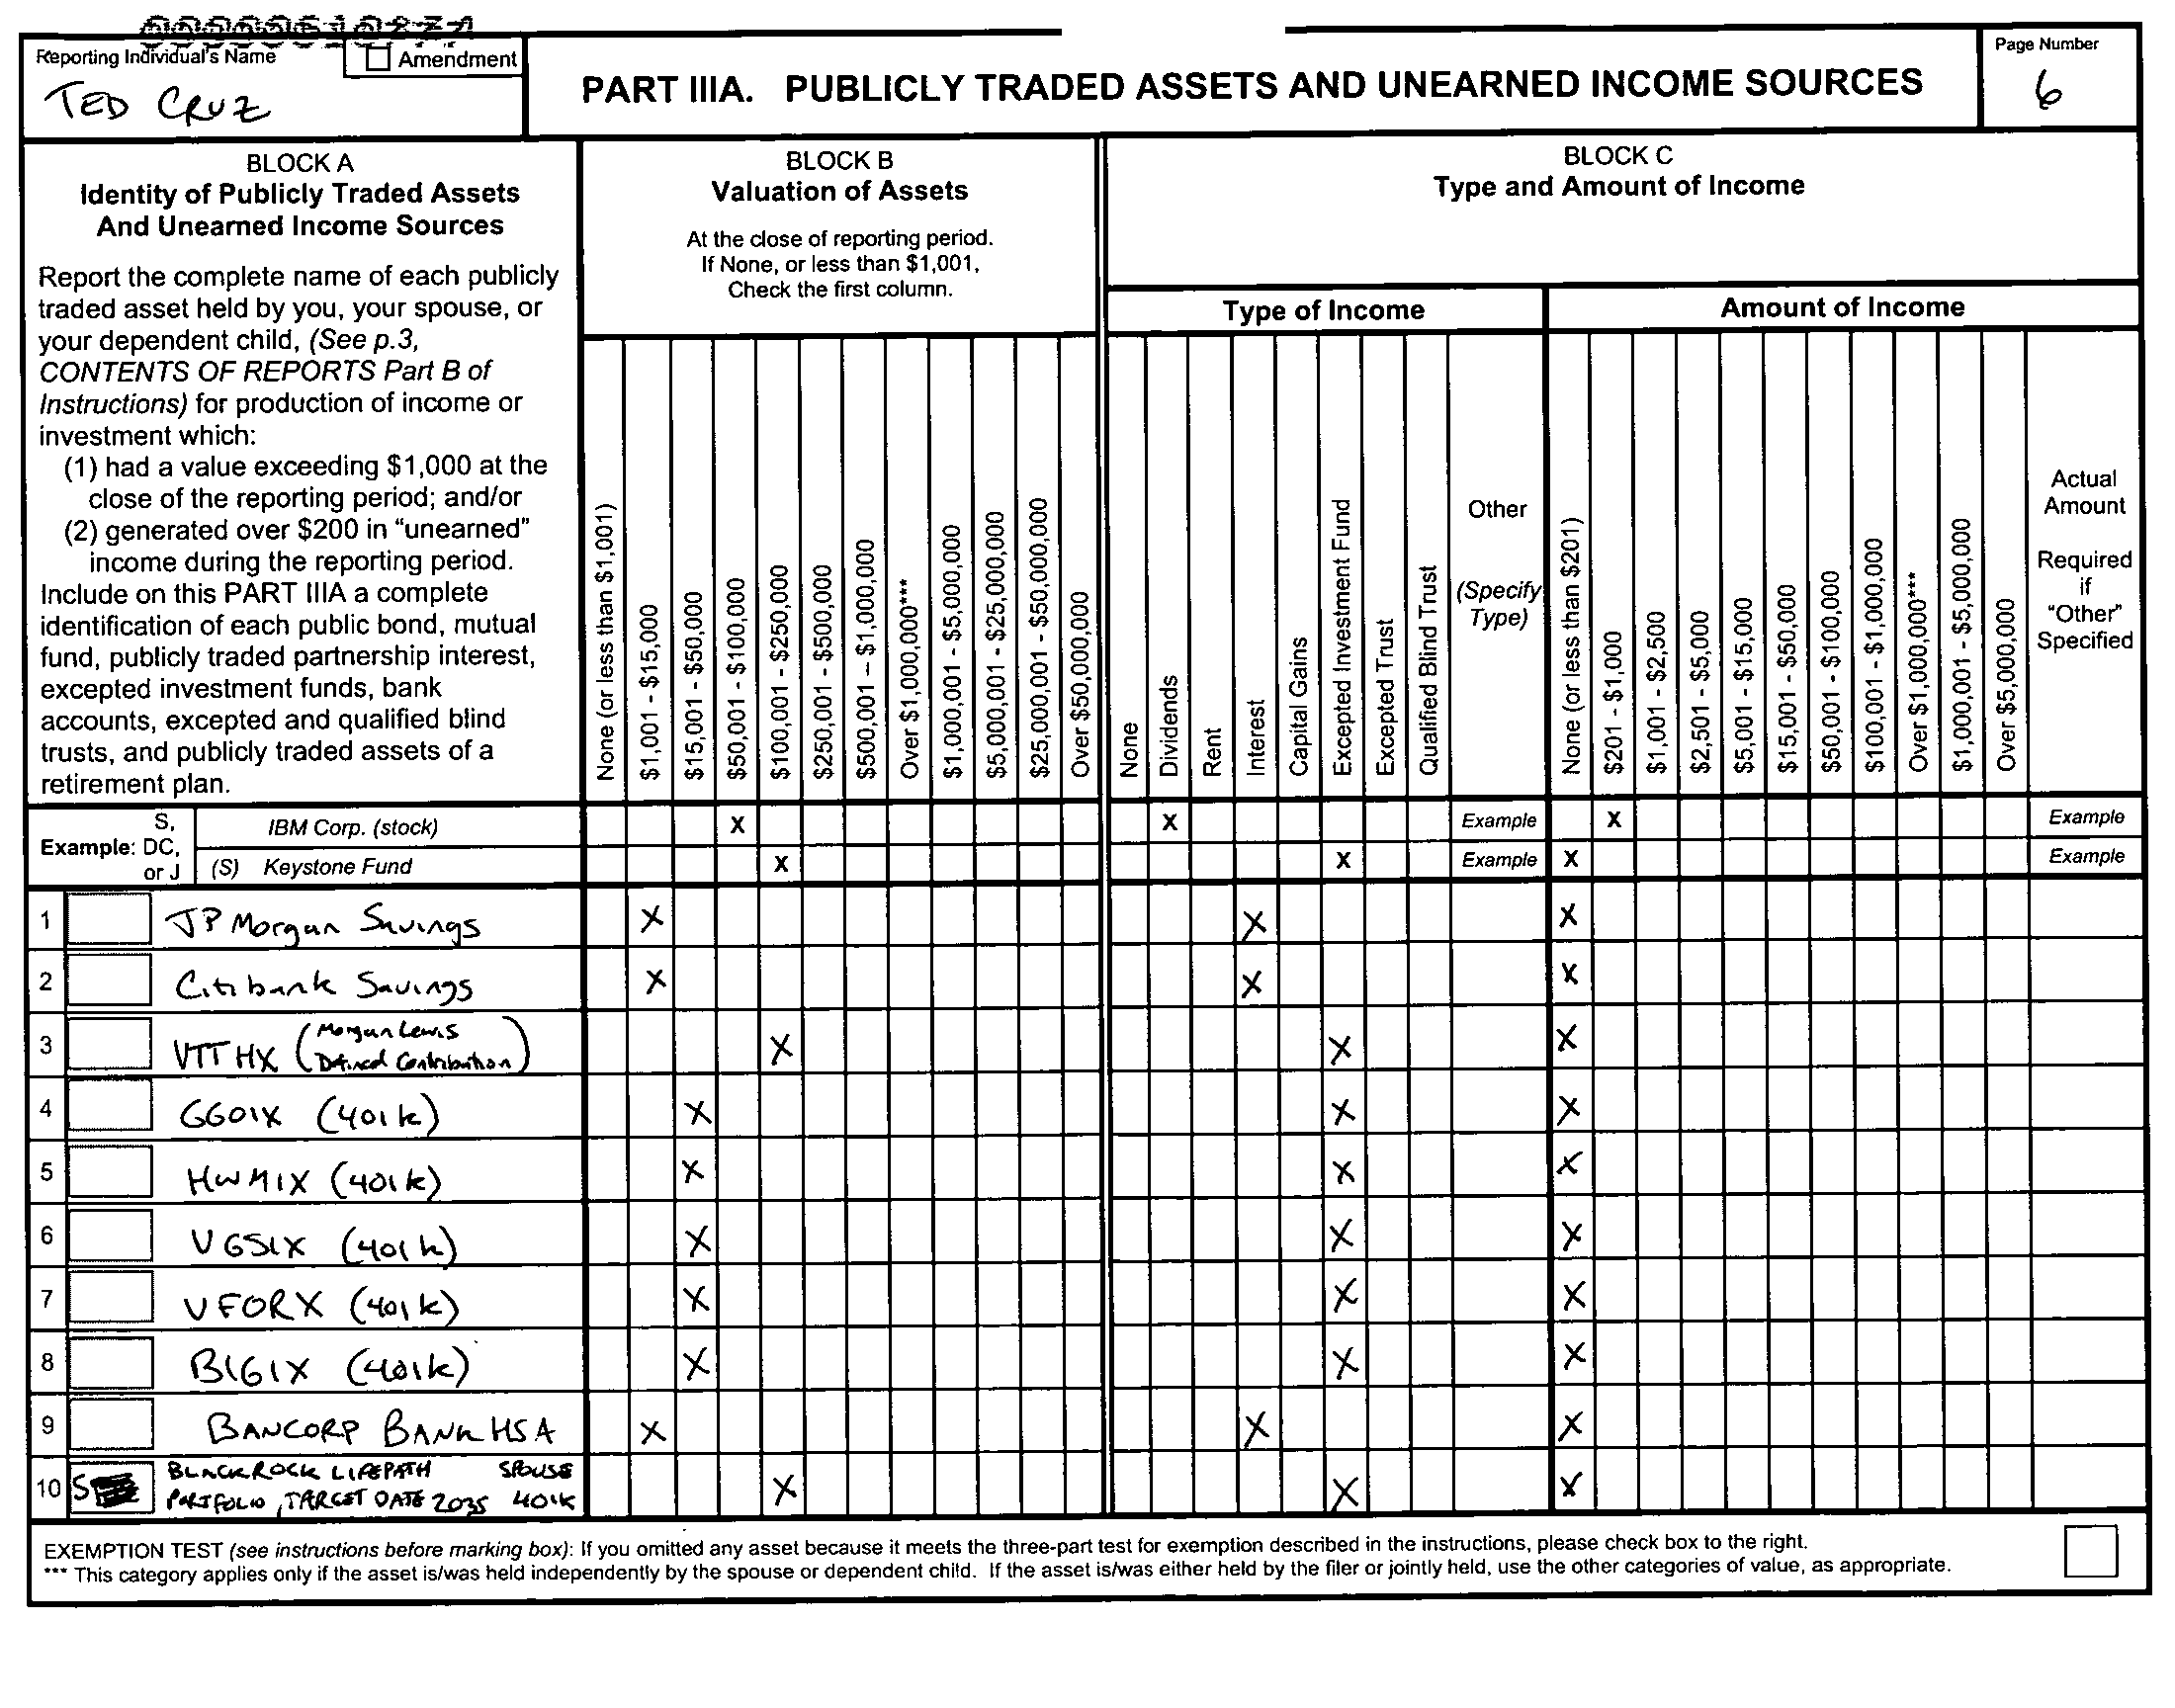 Reporting Individual's Name
Amendment
TED CRUZ
PART IIIA. PUBLICLY TRADED ASSETS AND UNEARNED INCOME SOURCES
Page Number
6
BLOCK A
Identity of Publicly Traded Assets
And Unearned Income Sources
Report the complete name of each publicly
traded asset held by you, your spouse, or
your dependent child, (See p.3,
CONTENTS OF REPORTS Part B of
Instructions) for production of income or
investment which:
(1) had a value exceeding $1,000 at the
close of the reporting period; and/or
(2) generated over $200 in "unearned"
income during the reporting period.
Include on this PART IIIA a complete
identification of each public bond, mutual
fund, publicly traded partnership interest,
excepted investment funds, bank
accounts, excepted and qualified blind
trusts, and publicly traded assets of a
retirement plan.
BLOCK B
Valuation of Assets
At the close of reporting period.
If None, or less than $1,001,
Check the first column.
None (or less than $1,001)
$1,001 - $15,000
$15,001 - $50,000
$50,001 - $100,000
$100,001 - $250,000
$250,001 - $500,000
$500,001 – $1,000,000
Over $1,000,000***
$1,000,001 - $5,000,000
$5,000,001 - $25,000,000
$25,000,001 - $50,000,000
Over $50,000,000
BLOCK C
Type and Amount of Income
Type of Income
None
Dividends
Rent
Interest
Capital Gains
Excepted Investment Fund
Excepted Trust
Qualified Blind Trust
Other
(Specify
Type)
Amount of Income
None (or less than $201)
$201 - $1,000
$1,001 - $2,500
$2,501 - $5,000
$5,001 - $15,000
$15,001 - $50,000
$50,001 - $100,000
$100,001 - $1,000,000
Over $1,000,000***
$1,000,001 - $5,000,000
Over $5,000,000
Actual
Amount
Required
if
"Other"
Specified
Example: S, DC, or J
IBM Corp. (stock) X X Example X Example
(S) Keystone Fund X X Example X Example
1 JP Morgan Savings X X X
2 Citibank Savings X X X
3 VTTHX (Morgan Lewis Defined Contribution) X X X
4 GGOIX (401k) X X X
5 HWMIX (401k) X X X
6 VGSIX (401k) X X X
7 VFORX (401k) X X X
8 BIGIX (401k) X X X
9 BANCORP BANK HSA X X X
10 S BLACKROCK LIFEPATH SPOUSE
PORTFOLIO, TARGET DATE 2035 401K X X X
EXEMPTION TEST (see instructions before marking box): If you omitted any asset because it meets the three-part test for exemption described in the instructions, please check box to the right.
*** This category applies only if the asset is/was held independently by the spouse or dependent child. If the asset is/was either held by the filer or jointly held, use the other categories of value, as appropriate.